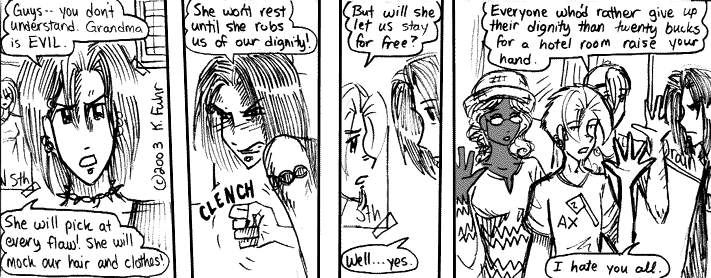 Guys-- you don't
understand. Grandma
is EVIL.
N 5th
She will pick at
every flaw! She will
mock our hair and clothes!
(C)2003 K. Fuhr
She won't rest
until she robs
us of our dignity!
CLENCH
But will she
let us stay
for free?
5th
Well...yes.
Everyone who'd rather give up
their dignity than twenty bucks
for a hotel room raise your
hand.
AX
I hate you all.